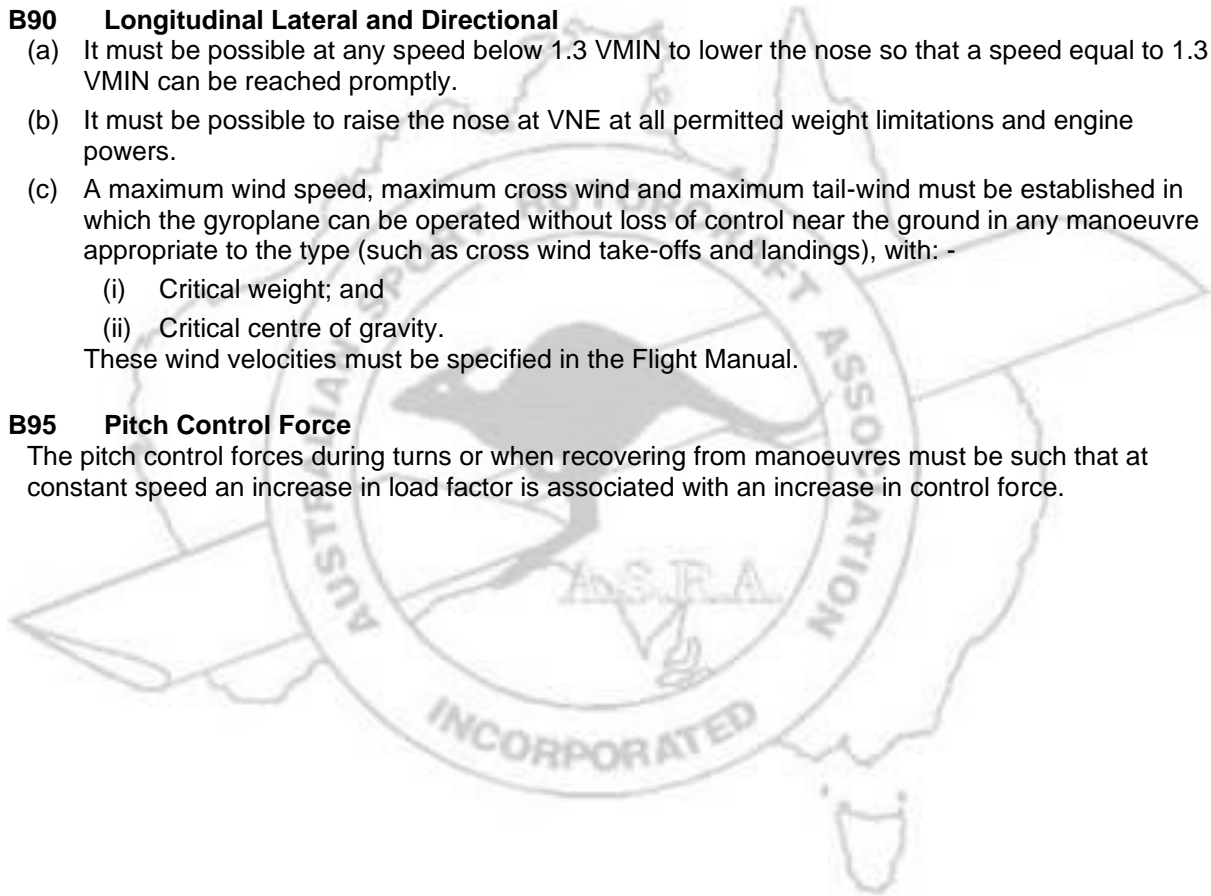 B90 Longitudinal Lateral and Directional
(a) It must be possible at any speed below 1.3 VMIN to lower the nose so that a speed equal to 1.3
VMIN can be reached promptly.
(b) It must be possible to raise the nose at VNE at all permitted weight limitations and engine
powers.
(c) A maximum wind speed, maximum cross wind and maximum tail-wind must be established in
which the gyroplane can be operated without loss of control near the ground in any manoeuvre
appropriate to the type (such as cross wind take-offs and landings), with: -
(i) Critical weight; and
(ii) Critical centre of gravity.
These wind velocities must be specified in the Flight Manual.
B95 Pitch Control Force
The pitch control forces during turns or when recovering from manoeuvres must be such that at
constant speed an increase in load factor is associated with an increase in control force.
AUSTRALIAN SPORT ROTORCRAFT ASSOCIATION
A.S.R.A.
INCORPORATED